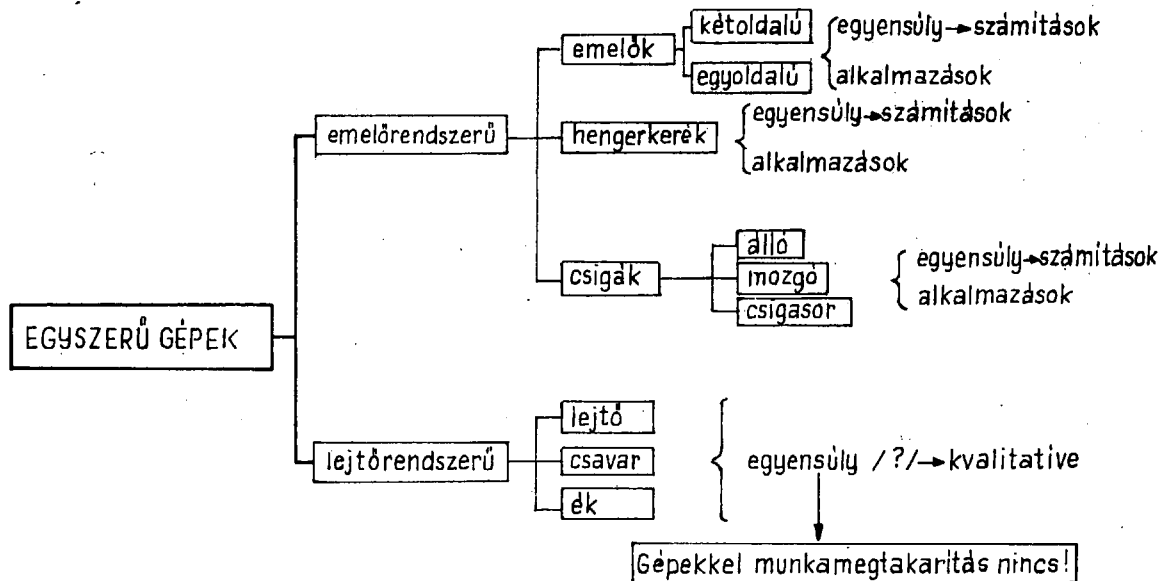 kétoldalú
egyensúly → számítások
emelők
egyoldalú
alkalmazások
egyensúly → számítások
emelőrendszerű
hengerkerék
alkalmazások
álló
egyensúly → számítások
csigák
mozgó
alkalmazások
csigasor
EGYSZERŰ GÉPEK
lejtő
lejtőrendszerű
csavar
egyensúly /?/ → kvalitatíve
ék
Gépekkel munkamegtakarítás nincs!